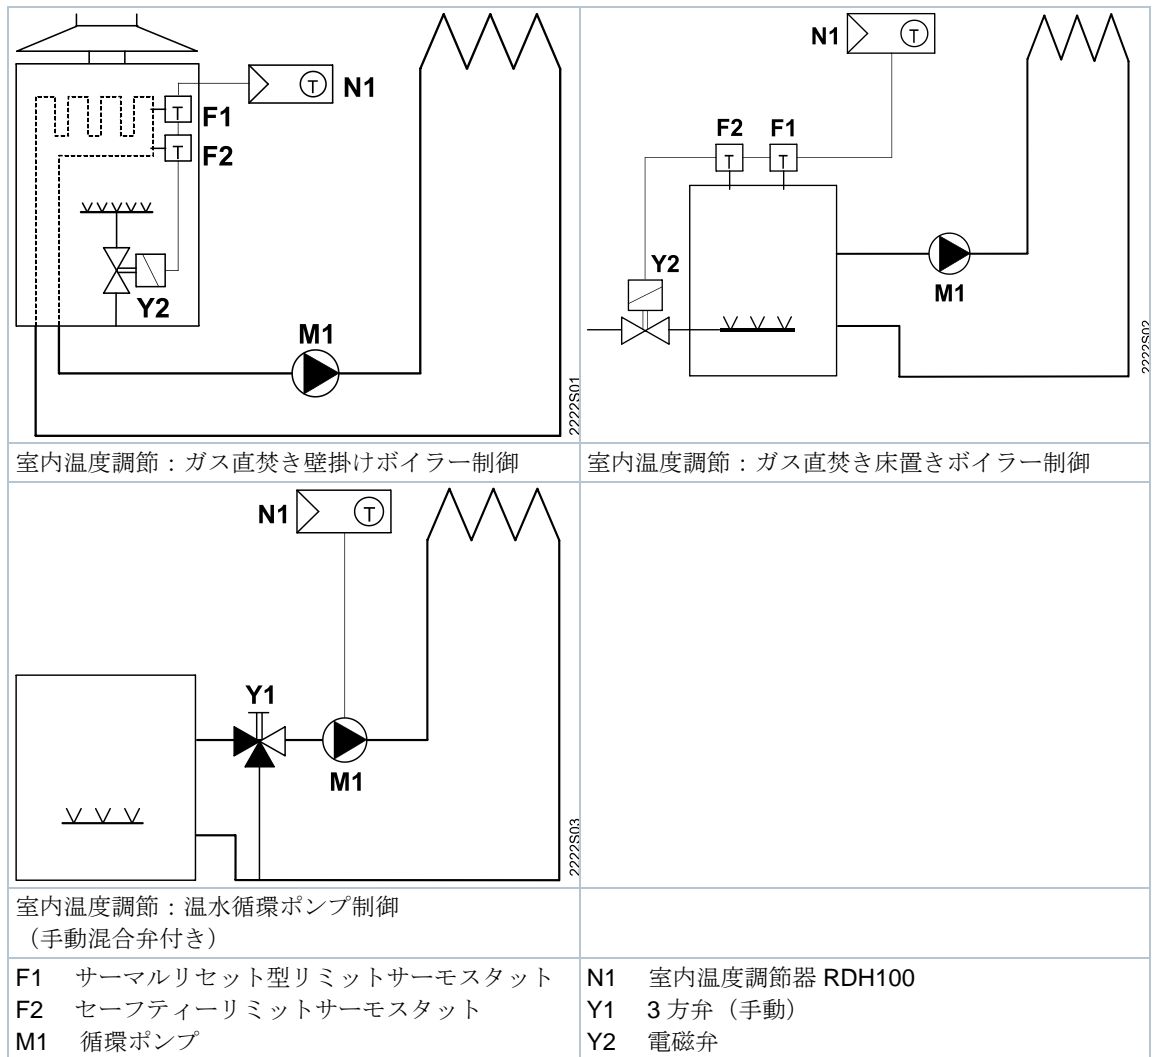 N1
T
T
F1
T
F2
Y2
M1
2222S01
N1
T
F2
F1
T
T
Y2
M1
2222S02
室内温度調節：ガス直焚き壁掛けボイラー制御
室内温度調節：ガス直焚き床置きボイラー制御
N1
T
Y1
M1
2222S03
室内温度調節：温水循環ポンプ制御
（手動混合弁付き）
F1 サーマルリセット型リミットサーモスタット
F2 セーフティーリミットサーモスタット
M1 循環ポンプ
N1 室内温度調節器 RDH100
Y1 3 方弁（手動）
Y2 電磁弁